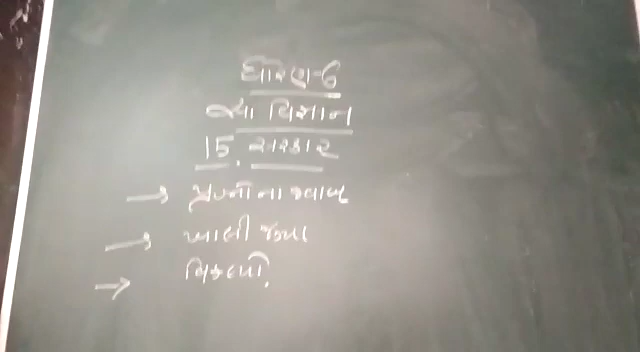 ધોરણ-6
સા વિજ્ઞાન
15. સરકાર
→ પ્રશ્નોના જવાબ
→ ખાલી જગ્યા
→ વિકલ્પો.